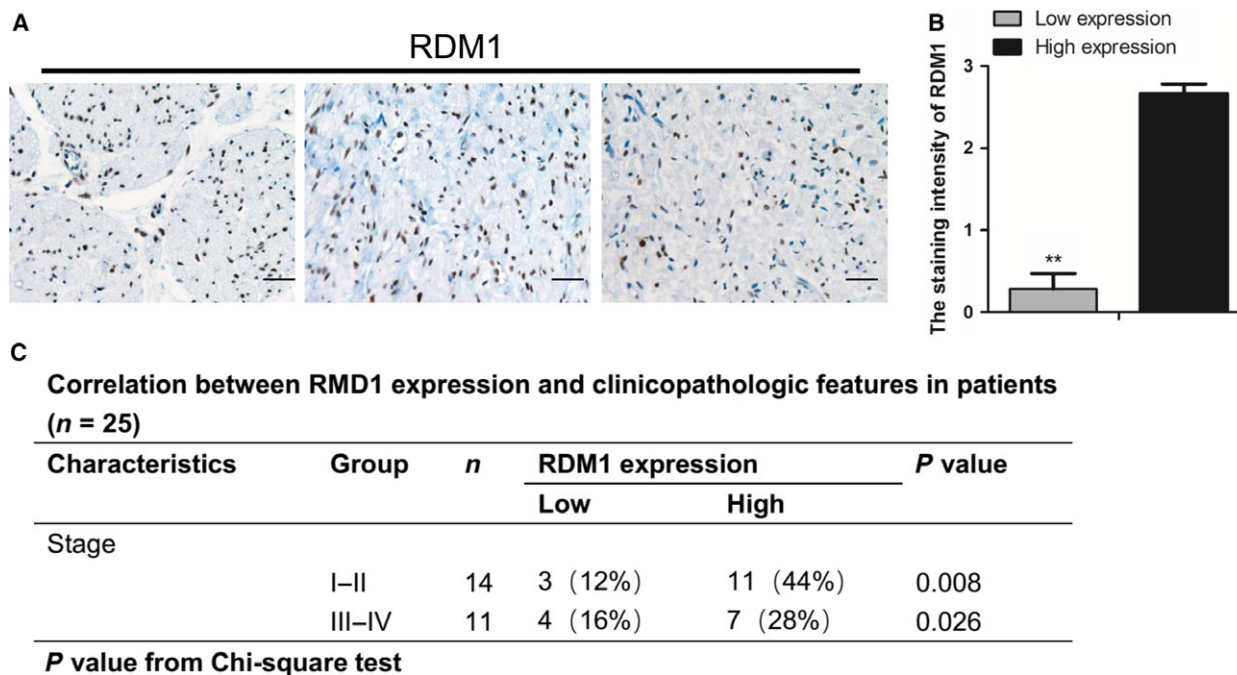 A
RDM1
B
Low expression
High expression
The staining intensity of RDM1
3
2
1
0
**
C
Correlation between RMD1 expression and clinicopathologic features in patients
(n = 25)
Characteristics Group n RDM1 expression P value
Low High
Stage
I–II 14 3 (12%) 11 (44%) 0.008
III–IV 11 4 (16%) 7 (28%) 0.026
P value from Chi-square test